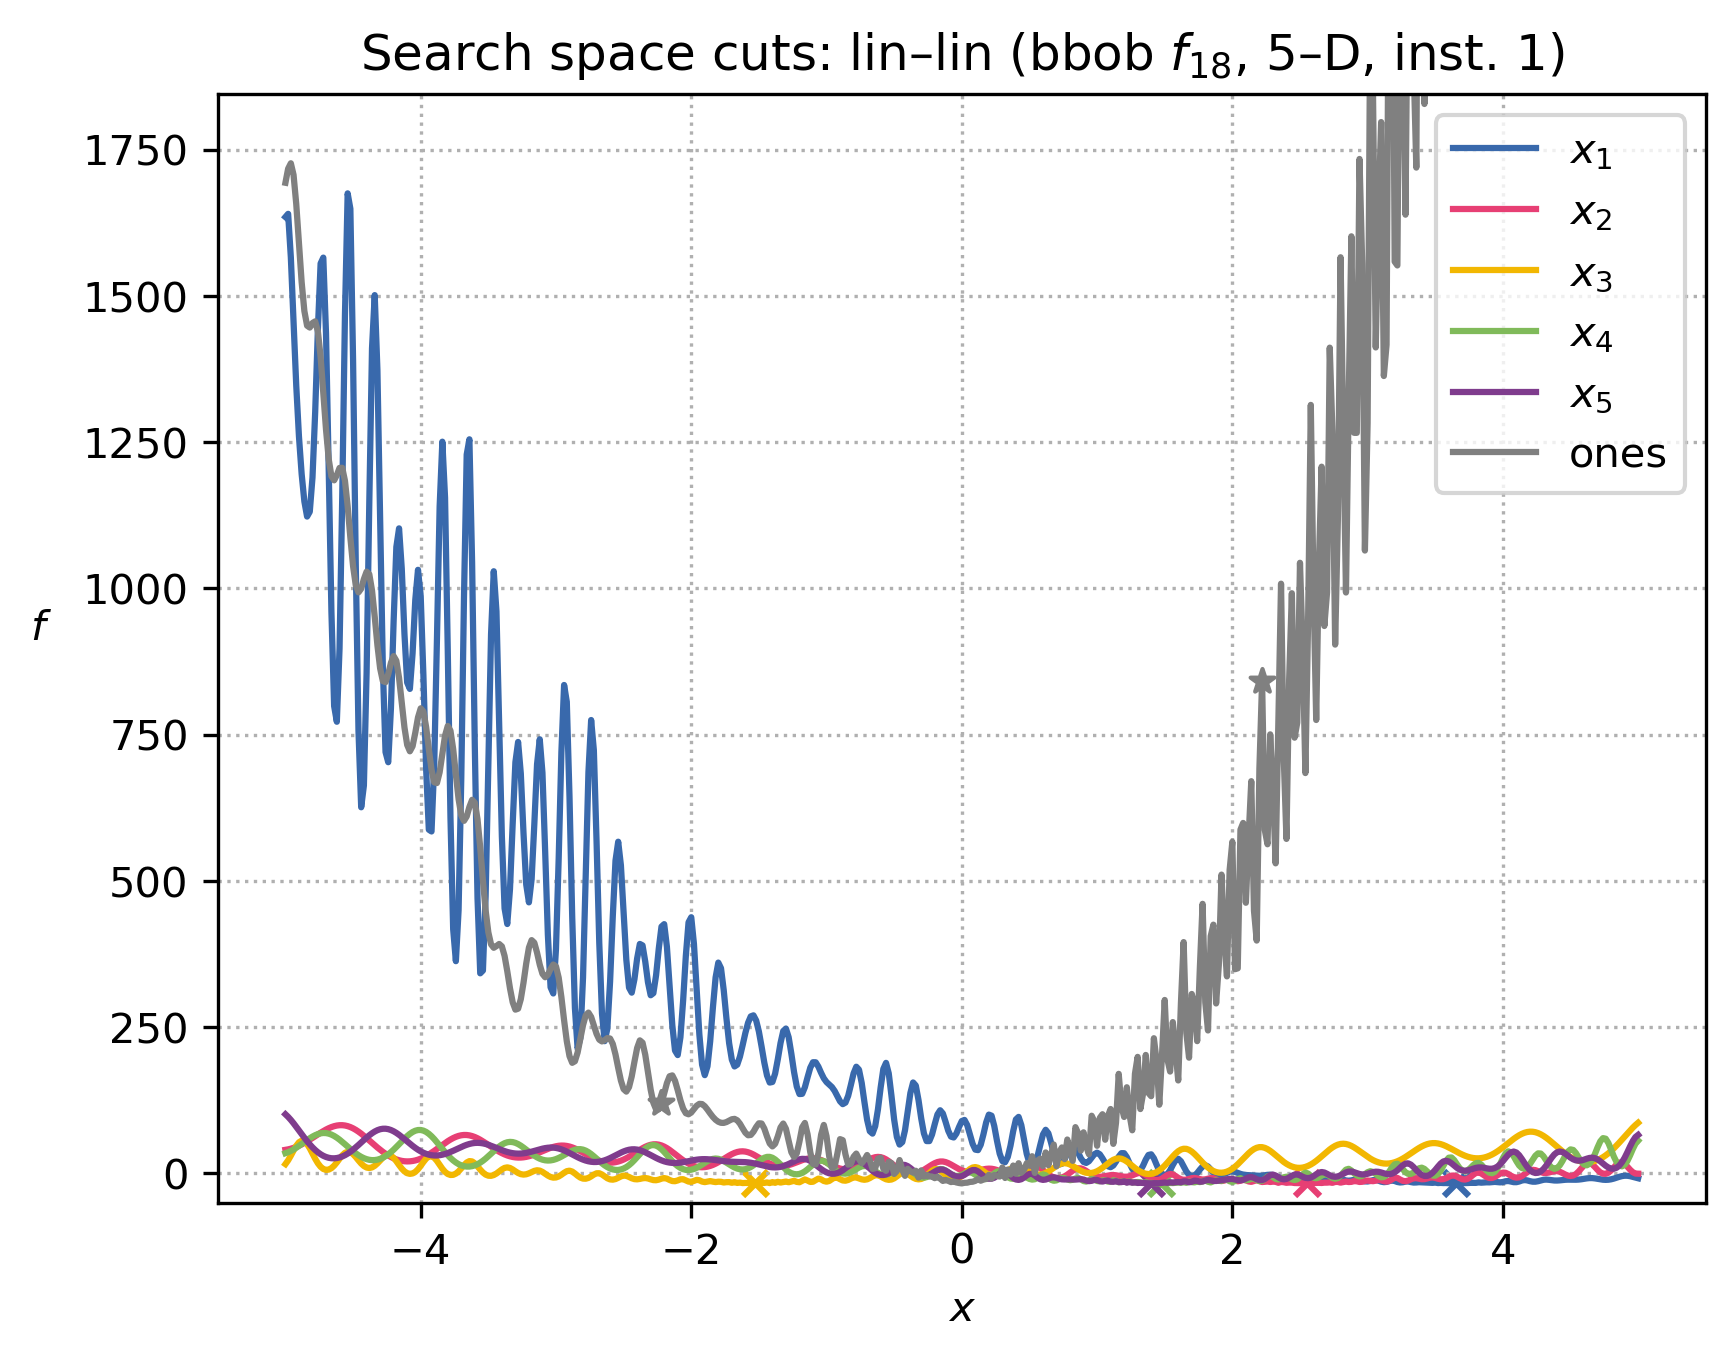 Search space cuts: lin–lin (bbob f18, 5–D, inst. 1)
1750
1500
1250
1000
750
500
250
0
f
−4
−2
0
2
4
x
x1
x2
x3
x4
x5
ones